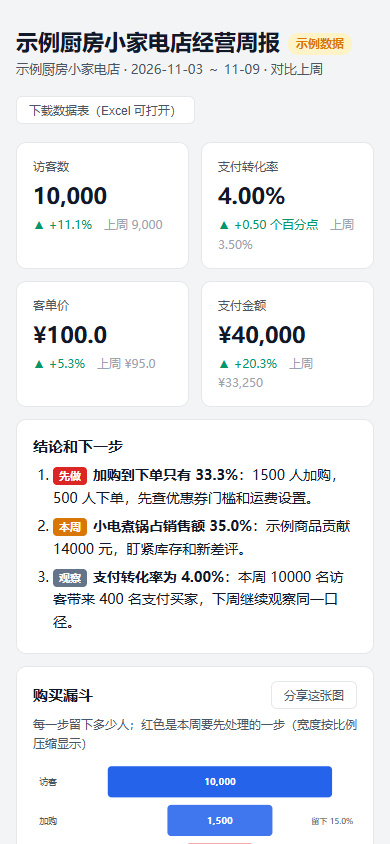 示例厨房小家电店经营周报 示例数据
示例厨房小家电店 · 2026-11-03 ~ 11-09 · 对比上周
下载数据表（Excel 可打开）
访客数
10,000
▲ +11.1% 上周 9,000
支付转化率
4.00%
▲ +0.50 个百分点 上周
3.50%
客单价
¥100.0
▲ +5.3% 上周 ¥95.0
支付金额
¥40,000
▲ +20.3% 上周
¥33,250
结论和下一步
1. 先做 加购到下单只有 33.3%：1500 人加购，
500 人下单，先查优惠券门槛和运费设置。
2. 本周 小电煮锅占销售额 35.0%：示例商品贡献
14000 元，盯紧库存和新差评。
3. 观察 支付转化率为 4.00%：本周 10000 名访
客带来 400 名支付买家，下周继续观察同一口
径。
购买漏斗
分享这张图
每一步留下多少人；红色是本周要先处理的一步（宽度按比例
压缩显示）
访客 10,000
加购 1,500 留下 15.0%